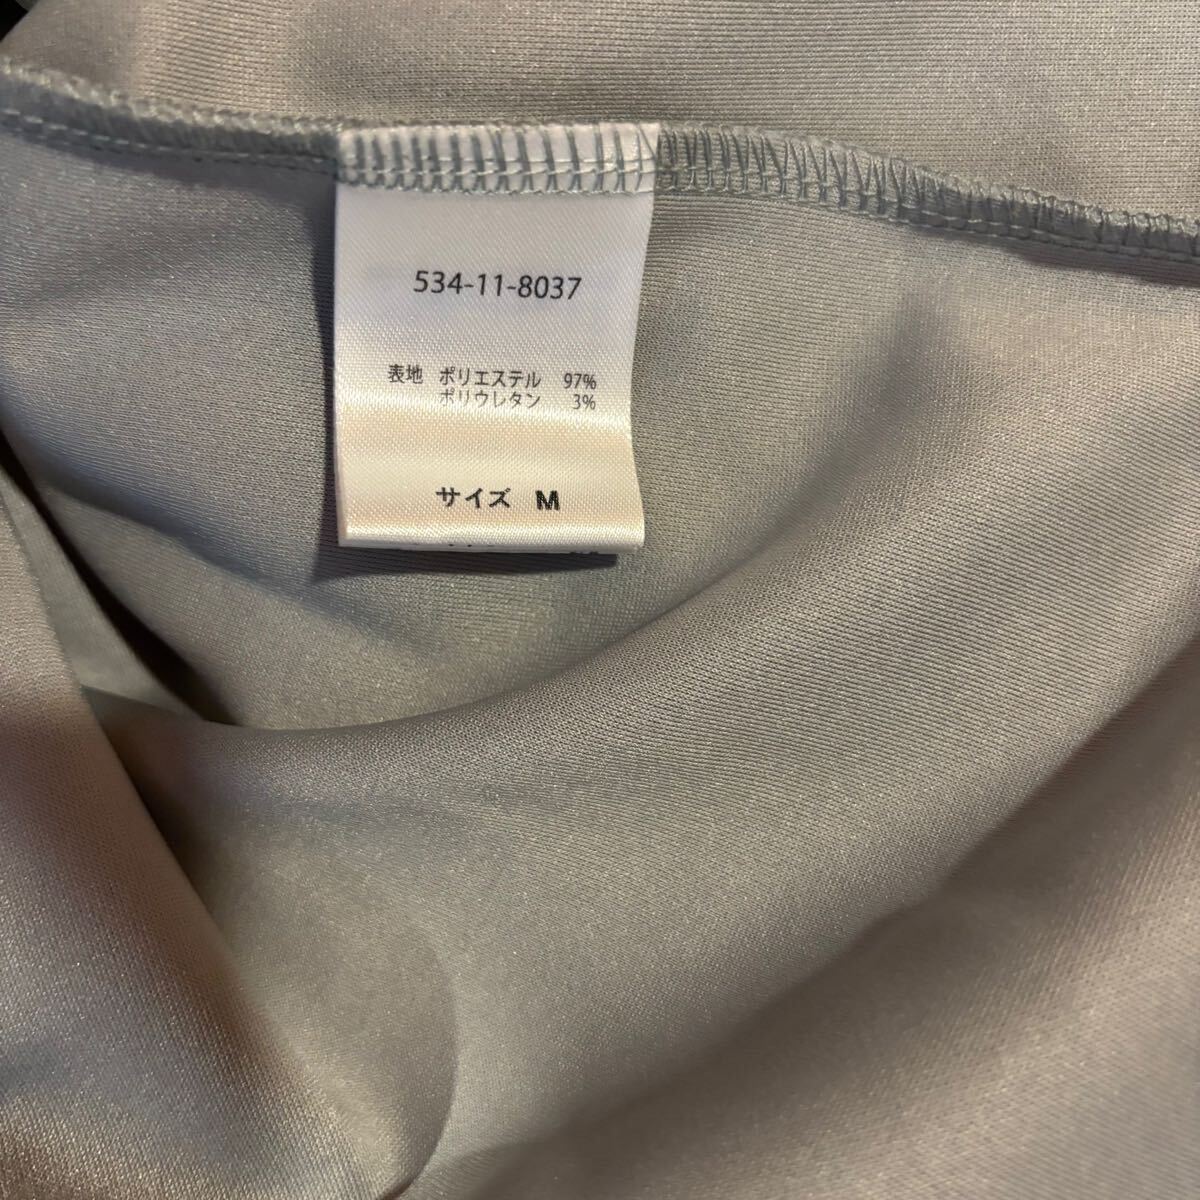 534-11-8037
表地 ポリエステル 97%
ポリウレタン 3%
サイズ M